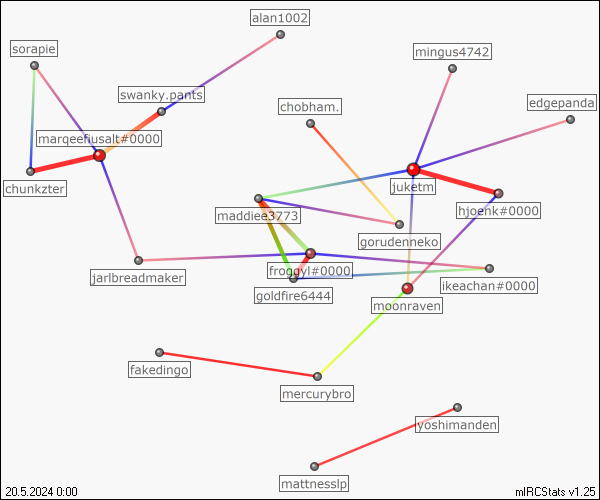 alan1002
sorapie
mingus4742
swanky.pants
edgepanda
chobham.
marqeefiusalt#0000
chunkzter
juketm
hjoenk#0000
maddiee3773
gorudenneko
froggyl#0000
jarlbreadmaker
ikeachan#0000
goldfire6444
moonraven
fakedingo
mercurybro
yoshimanden
mattnesslp
20.5.2024 0:00
mIRCStats v1.25